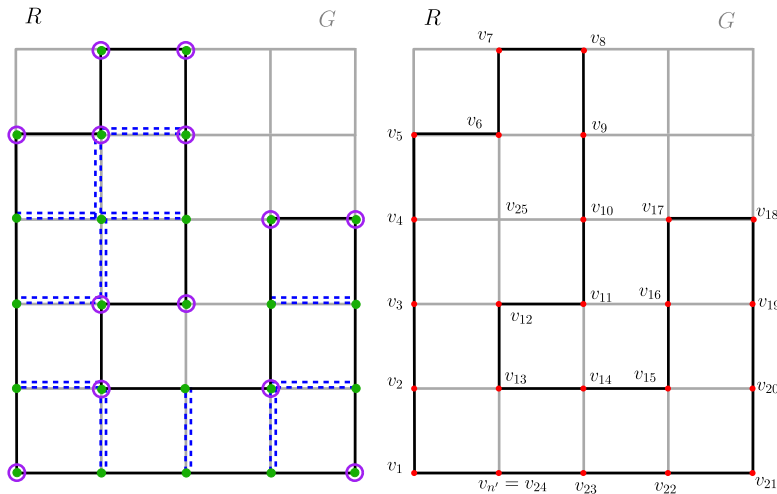 R G R G
v₇ v₈
v₅ v₆ v₉
v₄ v₂₅ v₁₀ v₁₇ v₁₈
v₃ v₁₂ v₁₁ v₁₆ v₁₉
v₂ v₁₃ v₁₄ v₁₅ v₂₀
v₁ vₙ′ = v₂₄ v₂₃ v₂₂ v₂₁